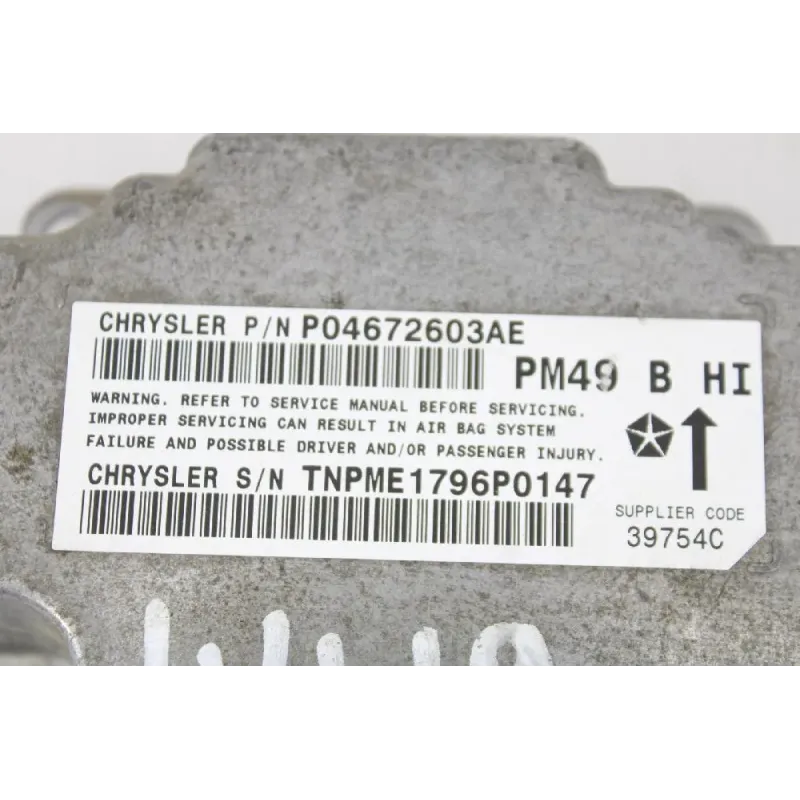 CHRYSLER P/N P04672603AE
PM49 B HI
WARNING. REFER TO SERVICE MANUAL BEFORE SERVICING.
IMPROPER SERVICING CAN RESULT IN AIR BAG SYSTEM
FAILURE AND POSSIBLE DRIVER AND/OR PASSENGER INJURY.
CHRYSLER S/N TNPME1796P0147
SUPPLIER CODE
39754C